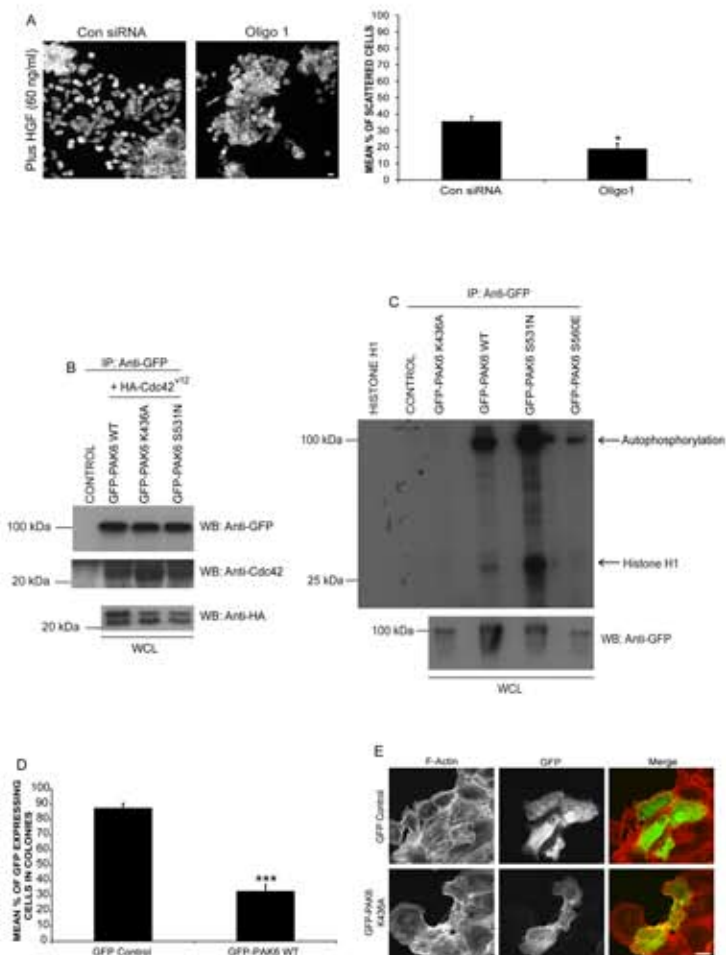 A
Con siRNA
Oligo 1
Plus HGF (60 ng/ml)
MEAN % OF SCATTERED CELLS
100
90
80
70
60
50
40
30
20
10
0
*
Con siRNA
Oligo1
B
IP: Anti-GFP
+ HA-Cdc42 V12
CONTROL
GFP-PAK6 WT
GFP-PAK6 K436A
GFP-PAK6 S531N
100 kDa
WB: Anti-GFP
20 kDa
WB: Anti-Cdc42
20 kDa
WB: Anti-HA
WCL
C
IP: Anti-GFP
HISTONE H1
CONTROL
GFP-PAK6 K436A
GFP-PAK6 WT
GFP-PAK6 S531N
GFP-PAK6 S560E
100 kDa
Autophosphorylation
Histone H1
25 kDa
100 kDa
WB: Anti-GFP
WCL
D
MEAN % OF GFP EXPRESSING
CELLS IN COLONIES
100
90
80
70
60
50
40
30
20
10
0
***
GFP Control
GFP-PAK6 WT
E
F-Actin
GFP
Merge
GFP Control
GFP-PAK6
K436A